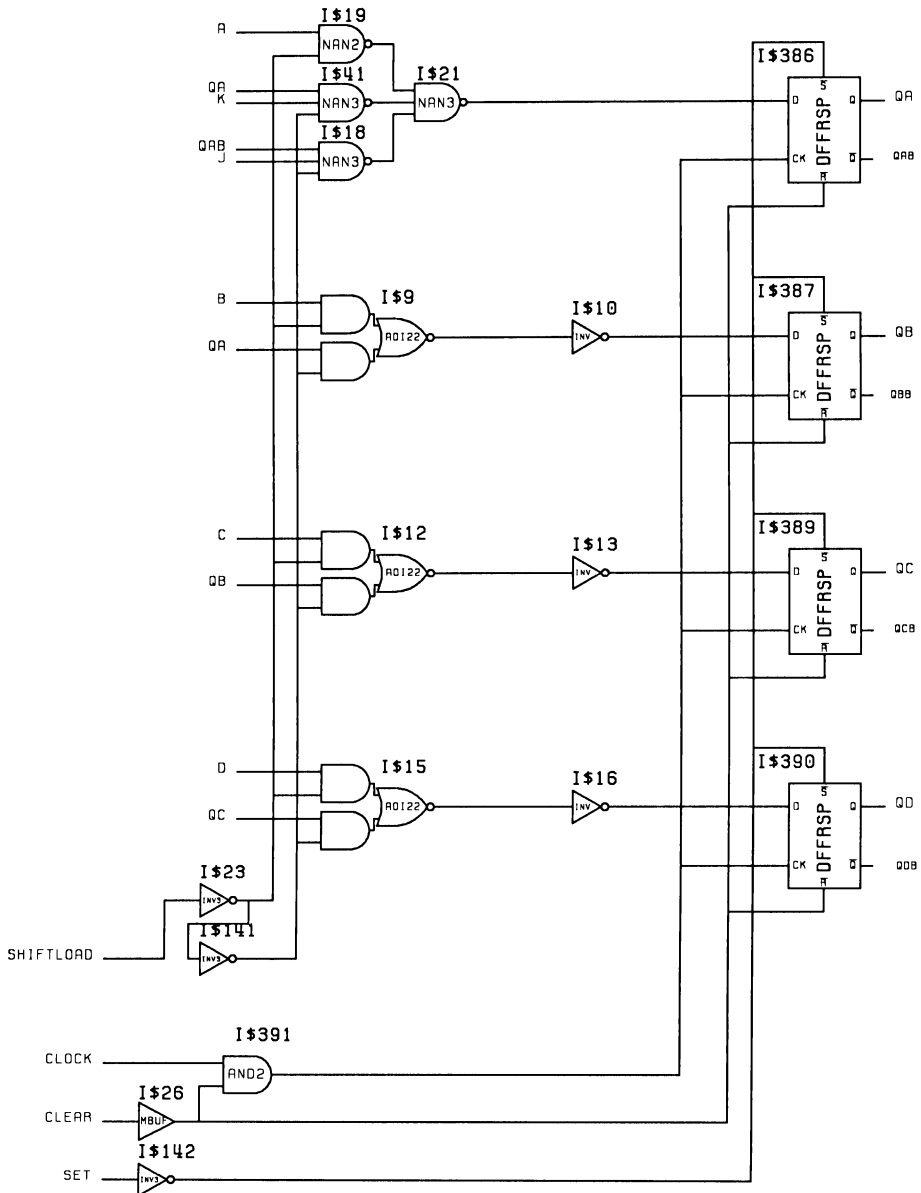 I$19
A
NAN2
I$386
I$41
I$21
S
QA
K
NAN3
NAN3
D
Q
QA
I$18
DFFRSP
QAB
J
NAN3
CK
Q
QAB
R
I$387
B
I$9
I$10
S
AOI22
INV
D
Q
QB
QA
DFFRSP
CK
Q
QBB
R
I$389
C
I$12
I$13
S
AOI22
INV
D
Q
QC
QB
DFFRSP
CK
Q
QCB
R
I$390
D
I$15
I$16
S
AOI22
INV
D
Q
QD
QC
DFFRSP
CK
Q
QDB
I$23
R
INV3
I$141
SHIFTLOAD
INV3
I$391
CLOCK
AND2
I$26
CLEAR
MBUF
I$142
SET
INV3